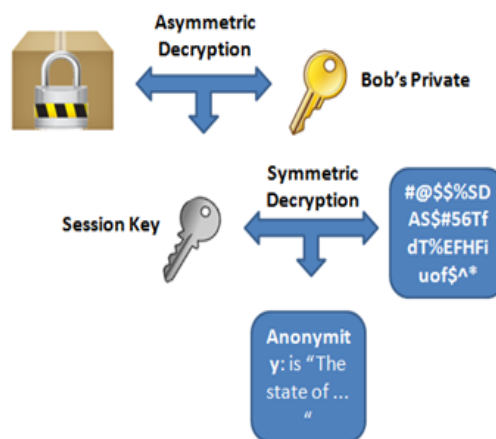 Asymmetric
Decryption
Bob's Private
Symmetric
Decryption
Session Key
#@$$%SD
AS$#56Tf
dT%EFHFi
uof$^*
Anonymit
y: is "The
state of ...
"